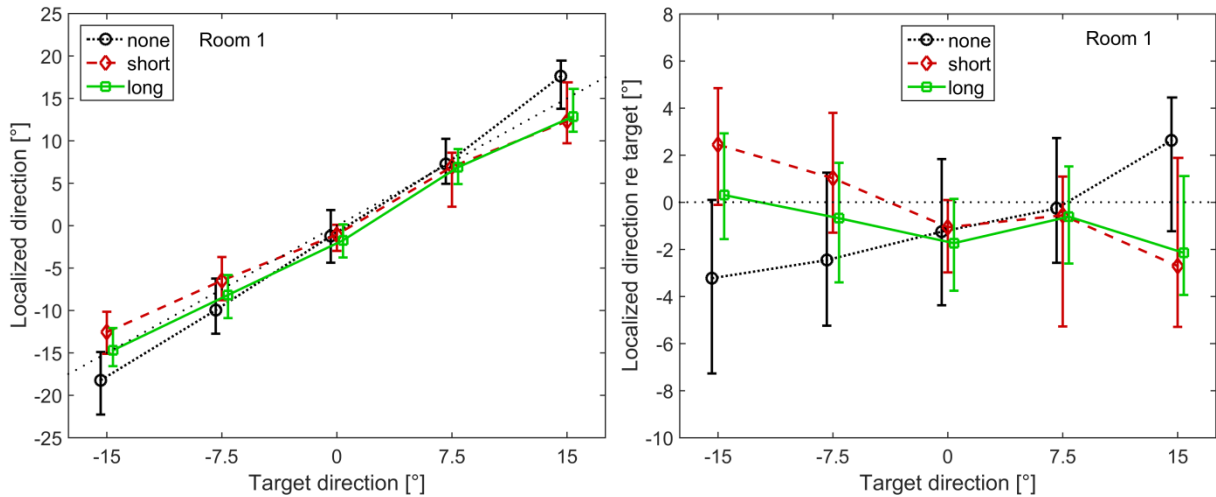 25
20
15
10
5
0
-5
-10
-15
-20
-25
Localized direction [°]
none
short
long
Room 1
-15
-7.5
0
7.5
15
Target direction [°]
8
6
4
2
0
-2
-4
-6
-8
-10
Localized direction re target [°]
none
short
long
Room 1
-15
-7.5
0
7.5
15
Target direction [°]